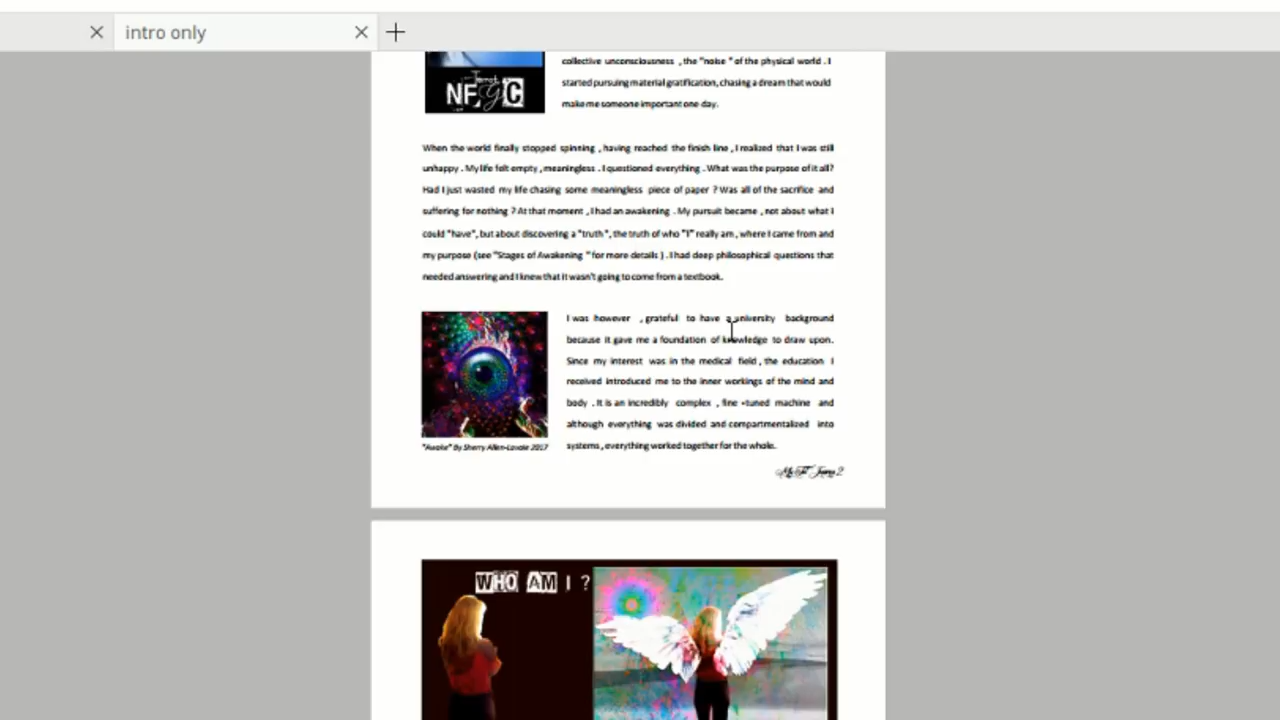 intro only
collective unconsciousness , the "noise " of the physical world . I
started pursuing material gratification, chasing a dream that would
make me someone important one day.
NF C
When the world finally stopped spinning , having reached the finish line , I realized that I was still
unhappy . My life felt empty , meaningless . I questioned everything . What was the purpose of it all?
Had I just wasted my life chasing some meaningless piece of paper ? Was all of the sacrifice and
suffering for nothing ? At that moment , I had an awakening . My pursuit became , not about what I
could "have", but about discovering a "truth", the truth of who "I" really am , where I came from and
my purpose (see "Stages of Awakening " for more details ) . I had deep philosophical questions that
needed answering and I knew that it wasn't going to come from a textbook.
I was however , grateful to have a university background
because it gave me a foundation of knowledge to draw upon.
Since my interest was in the medical field , the education I
received introduced me to the inner workings of the mind and
body . It is an incredibly complex , fine -tuned machine and
although everything was divided and compartmentalized into
systems , everything worked together for the whole.
"Awake" By Sherry Allen-Lavoie 2017
2
WHO AM I ?